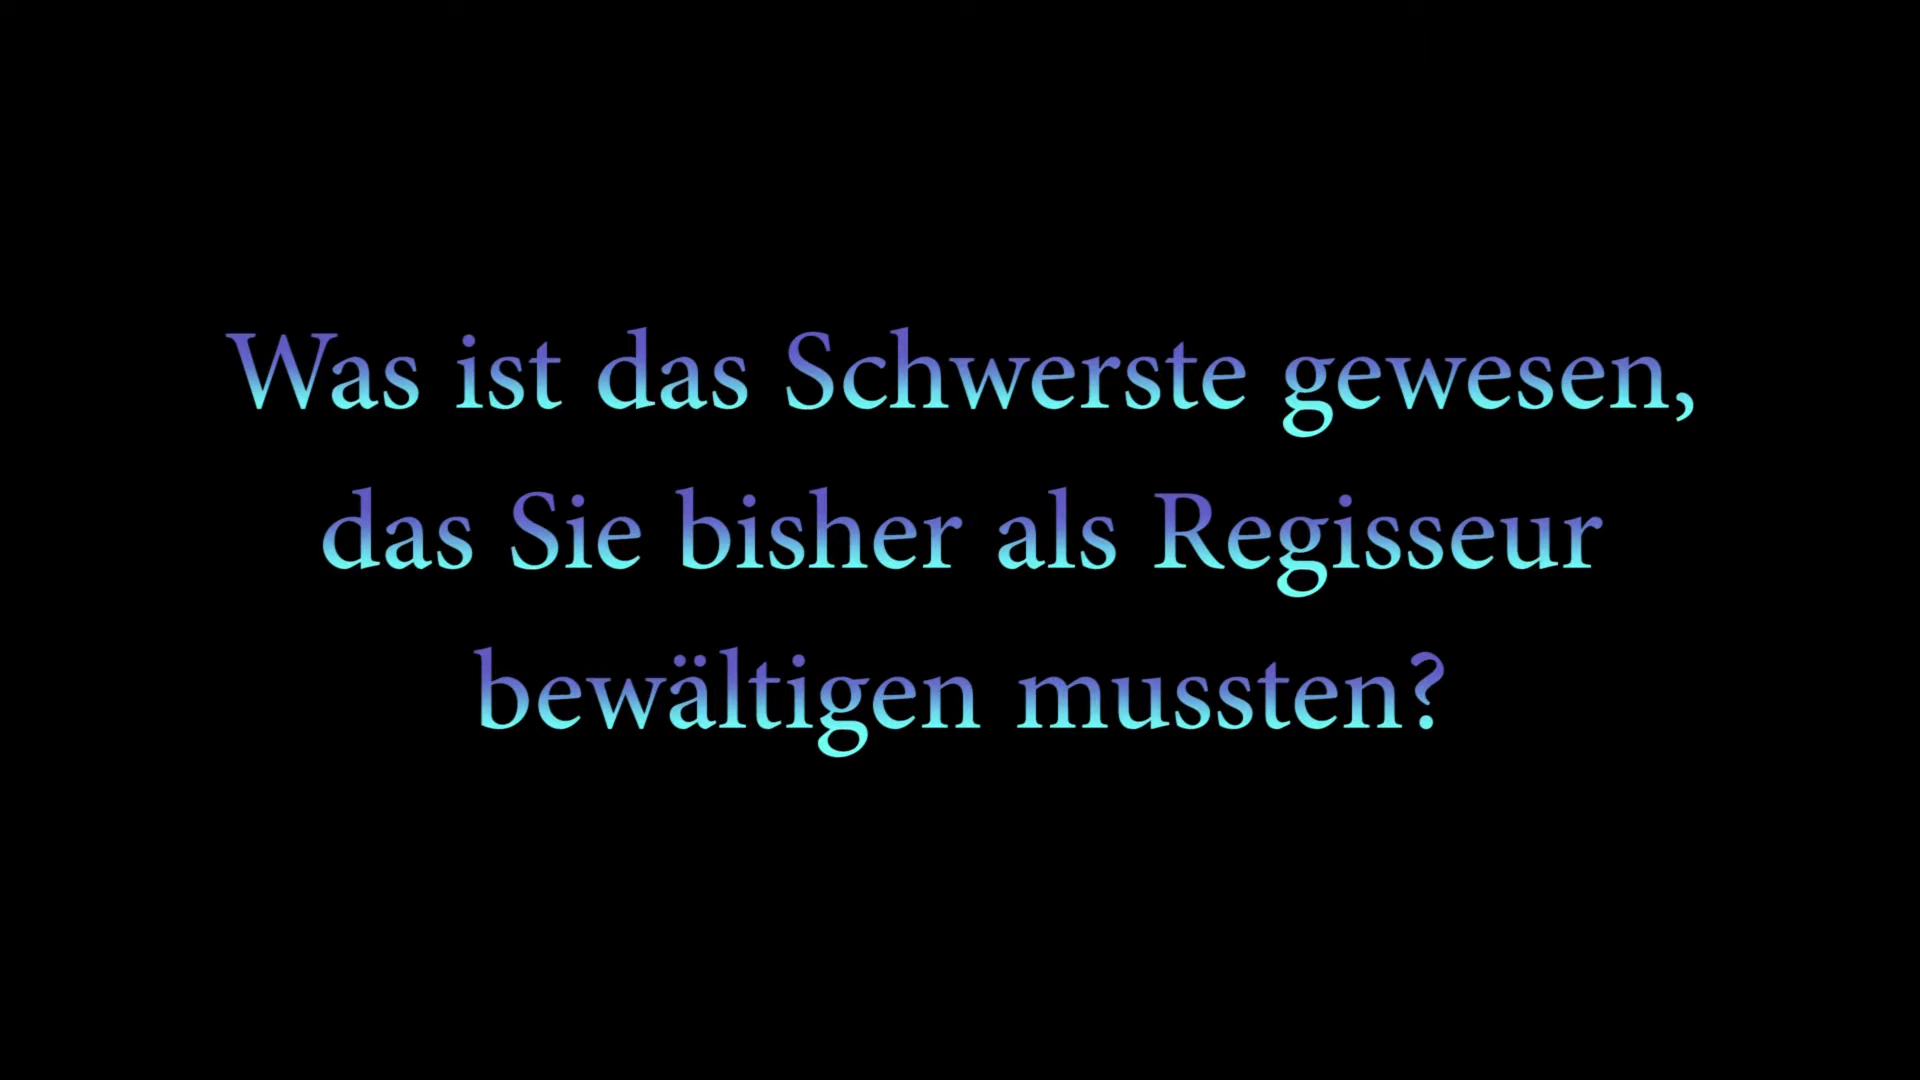 Was ist das Schwerste gewesen,
das Sie bisher als Regisseur
bewältigen mussten?